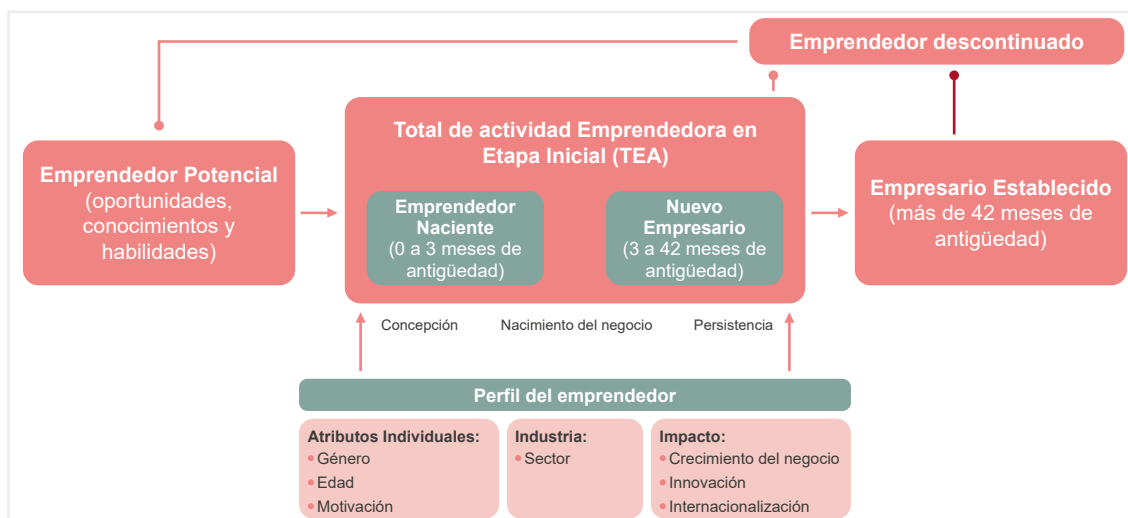 Emprendedor descontinuado
Total de actividad Emprendedora en
Etapa Inicial (TEA)
Emprendedor Potencial
(oportunidades,
conocimientos y
habilidades)
Emprendedor
Naciente
(0 a 3 meses de
antigüedad)
Nuevo
Empresario
(3 a 42 meses de
antigüedad)
Empresario Establecido
(más de 42 meses de
antigüedad)
Concepción
Nacimiento del negocio
Persistencia
Perfil del emprendedor
Atributos Individuales:
• Género
• Edad
• Motivación
Industria:
• Sector
Impacto:
• Crecimiento del negocio
• Innovación
• Internacionalización